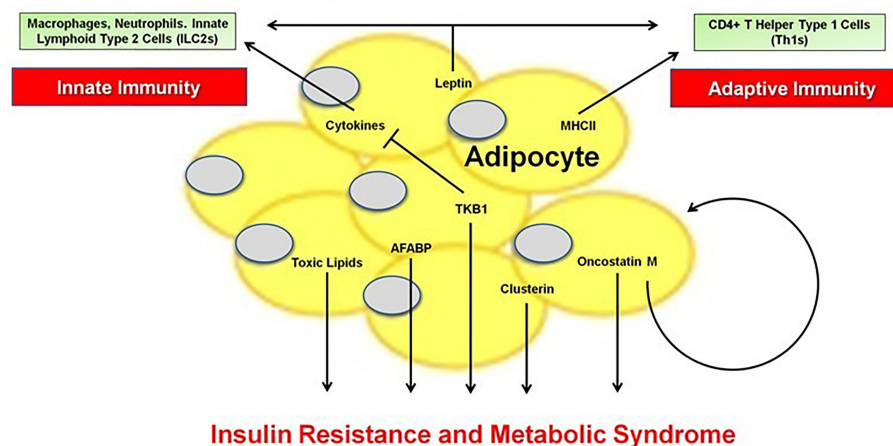 Macrophages, Neutrophils. Innate
Lymphoid Type 2 Cells (ILC2s)
CD4+ T Helper Type 1 Cells
(Th1s)
Innate Immunity
Leptin
Adaptive Immunity
Cytokines
MHCII
Adipocyte
TKB1
AFABP
Toxic Lipids
Oncostatin M
Clusterin
Insulin Resistance and Metabolic Syndrome